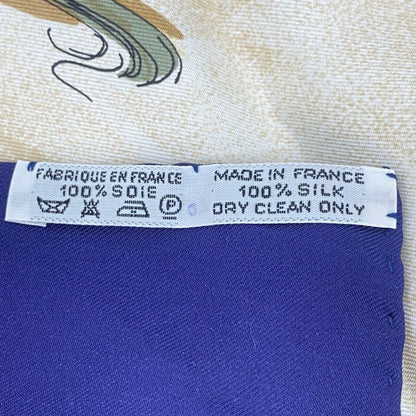 FABRIQUE EN FRANCE
100% SOIE
P
MADE IN FRANCE
100% SILK
DRY CLEAN ONLY